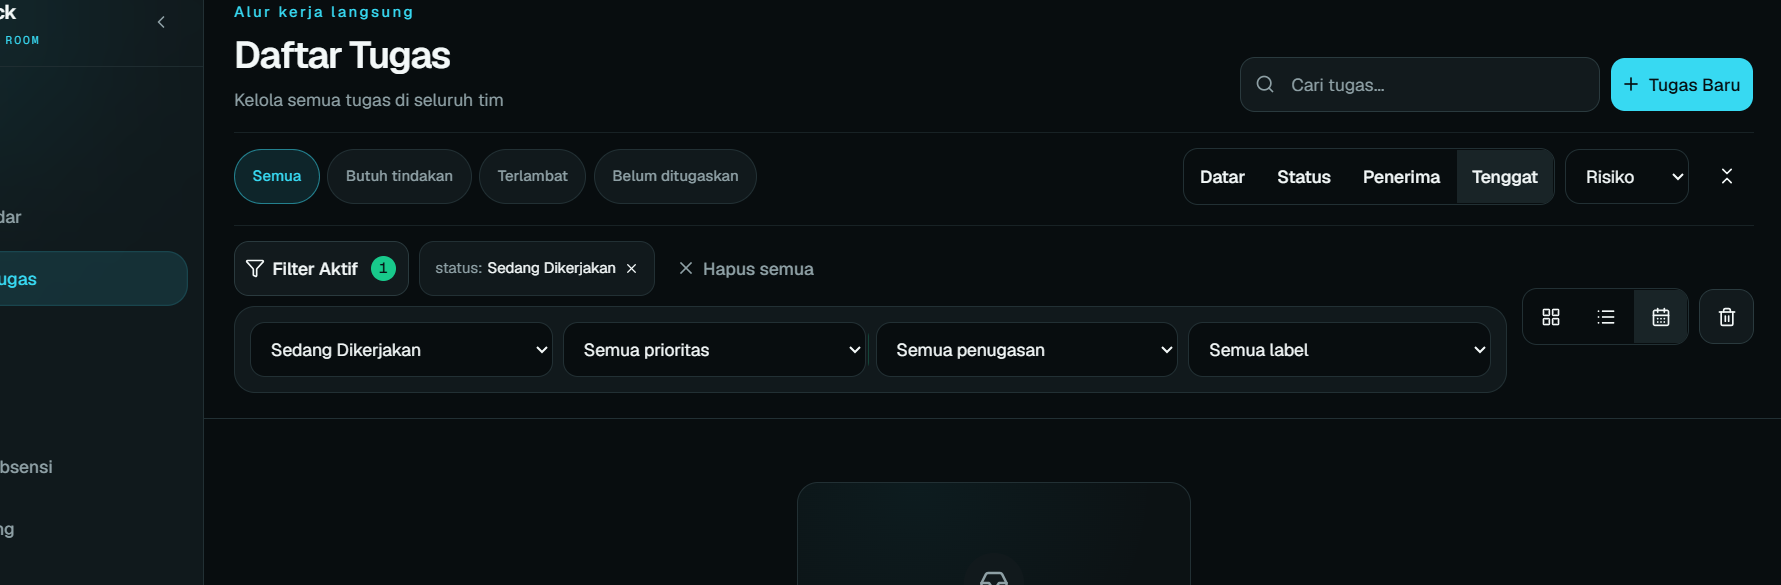 ck
ROOM
dar
ugas
bsensi
ng
Alur kerja langsung
Daftar Tugas
Kelola semua tugas di seluruh tim
Cari tugas...
+ Tugas Baru
Semua
Butuh tindakan
Terlambat
Belum ditugaskan
Datar
Status
Penerima
Tenggat
Risiko
Filter Aktif 1
status: Sedang Dikerjakan ×
× Hapus semua
Sedang Dikerjakan
Semua prioritas
Semua penugasan
Semua label